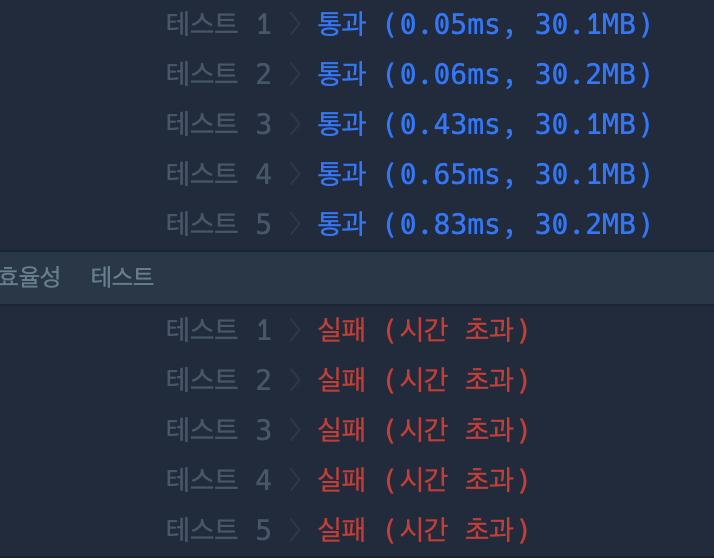 테스트 1 > 통과 (0.05ms, 30.1MB)
테스트 2 > 통과 (0.06ms, 30.2MB)
테스트 3 > 통과 (0.43ms, 30.1MB)
테스트 4 > 통과 (0.65ms, 30.1MB)
테스트 5 > 통과 (0.83ms, 30.2MB)
효율성 테스트
테스트 1 > 실패 (시간 초과)
테스트 2 > 실패 (시간 초과)
테스트 3 > 실패 (시간 초과)
테스트 4 > 실패 (시간 초과)
테스트 5 > 실패 (시간 초과)